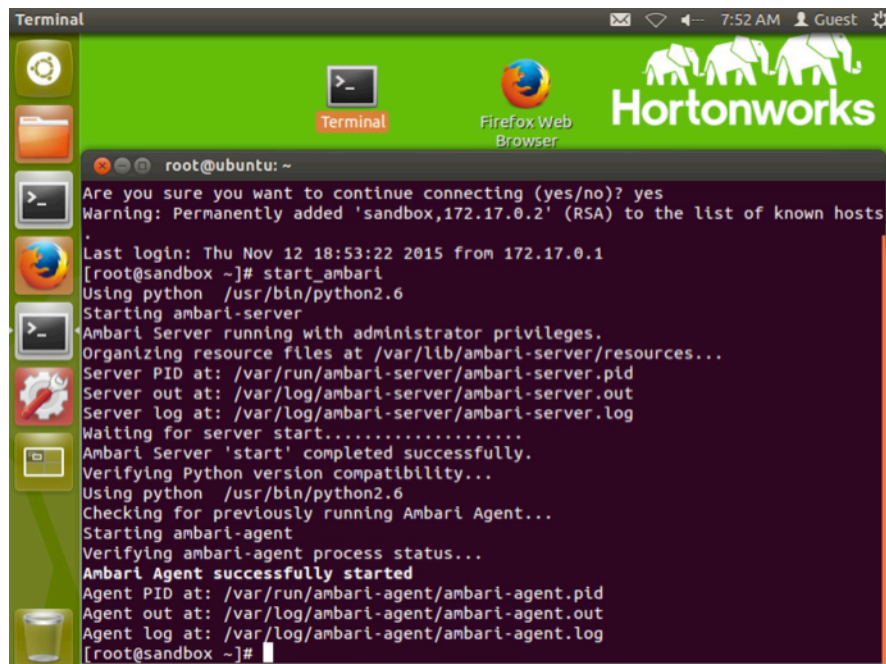 Terminal
7:52 AM
Guest
Terminal
Firefox Web
Browser
Hortonworks
root@ubuntu: ~
Are you sure you want to continue connecting (yes/no)? yes
Warning: Permanently added 'sandbox,172.17.0.2' (RSA) to the list of known hosts
.
Last login: Thu Nov 12 18:53:22 2015 from 172.17.0.1
[root@sandbox ~]# start_ambari
Using python  /usr/bin/python2.6
Starting ambari-server
Ambari Server running with administrator privileges.
Organizing resource files at /var/lib/ambari-server/resources...
Server PID at: /var/run/ambari-server/ambari-server.pid
Server out at: /var/log/ambari-server/ambari-server.out
Server log at: /var/log/ambari-server/ambari-server.log
Waiting for server start....................
Ambari Server 'start' completed successfully.
Verifying Python version compatibility...
Using python  /usr/bin/python2.6
Checking for previously running Ambari Agent...
Starting ambari-agent
Verifying ambari-agent process status...
Ambari Agent successfully started
Agent PID at: /var/run/ambari-agent/ambari-agent.pid
Agent out at: /var/log/ambari-agent/ambari-agent.out
Agent log at: /var/log/ambari-agent/ambari-agent.log
[root@sandbox ~]#